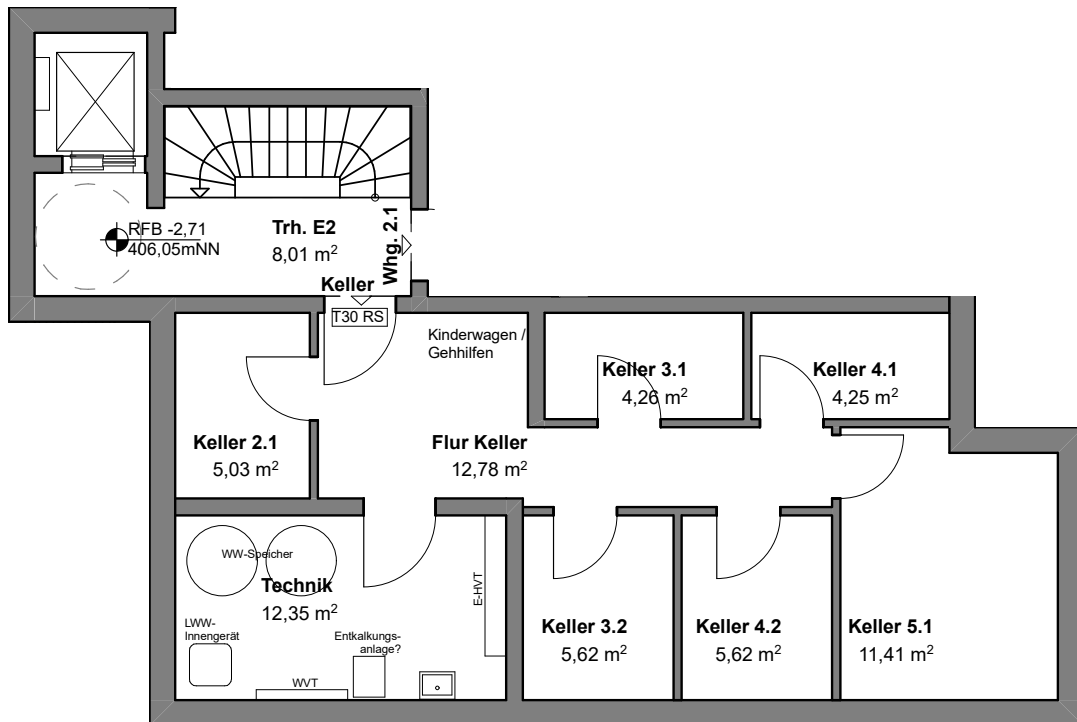 RFB -2,71
406,05mNN
Trh. E2
8,01 m²
Whg. 2.1
Keller
T30 RS
Kinderwagen /
Gehhilfen
Keller 3.1
4,26 m²
Keller 4.1
4,25 m²
Keller 2.1
5,03 m²
Flur Keller
12,78 m²
WW-Speicher
Technik
12,35 m²
E-HVT
LWW-
Innengerät
Entkalkungs-
anlage?
WVT
Keller 3.2
5,62 m²
Keller 4.2
5,62 m²
Keller 5.1
11,41 m²